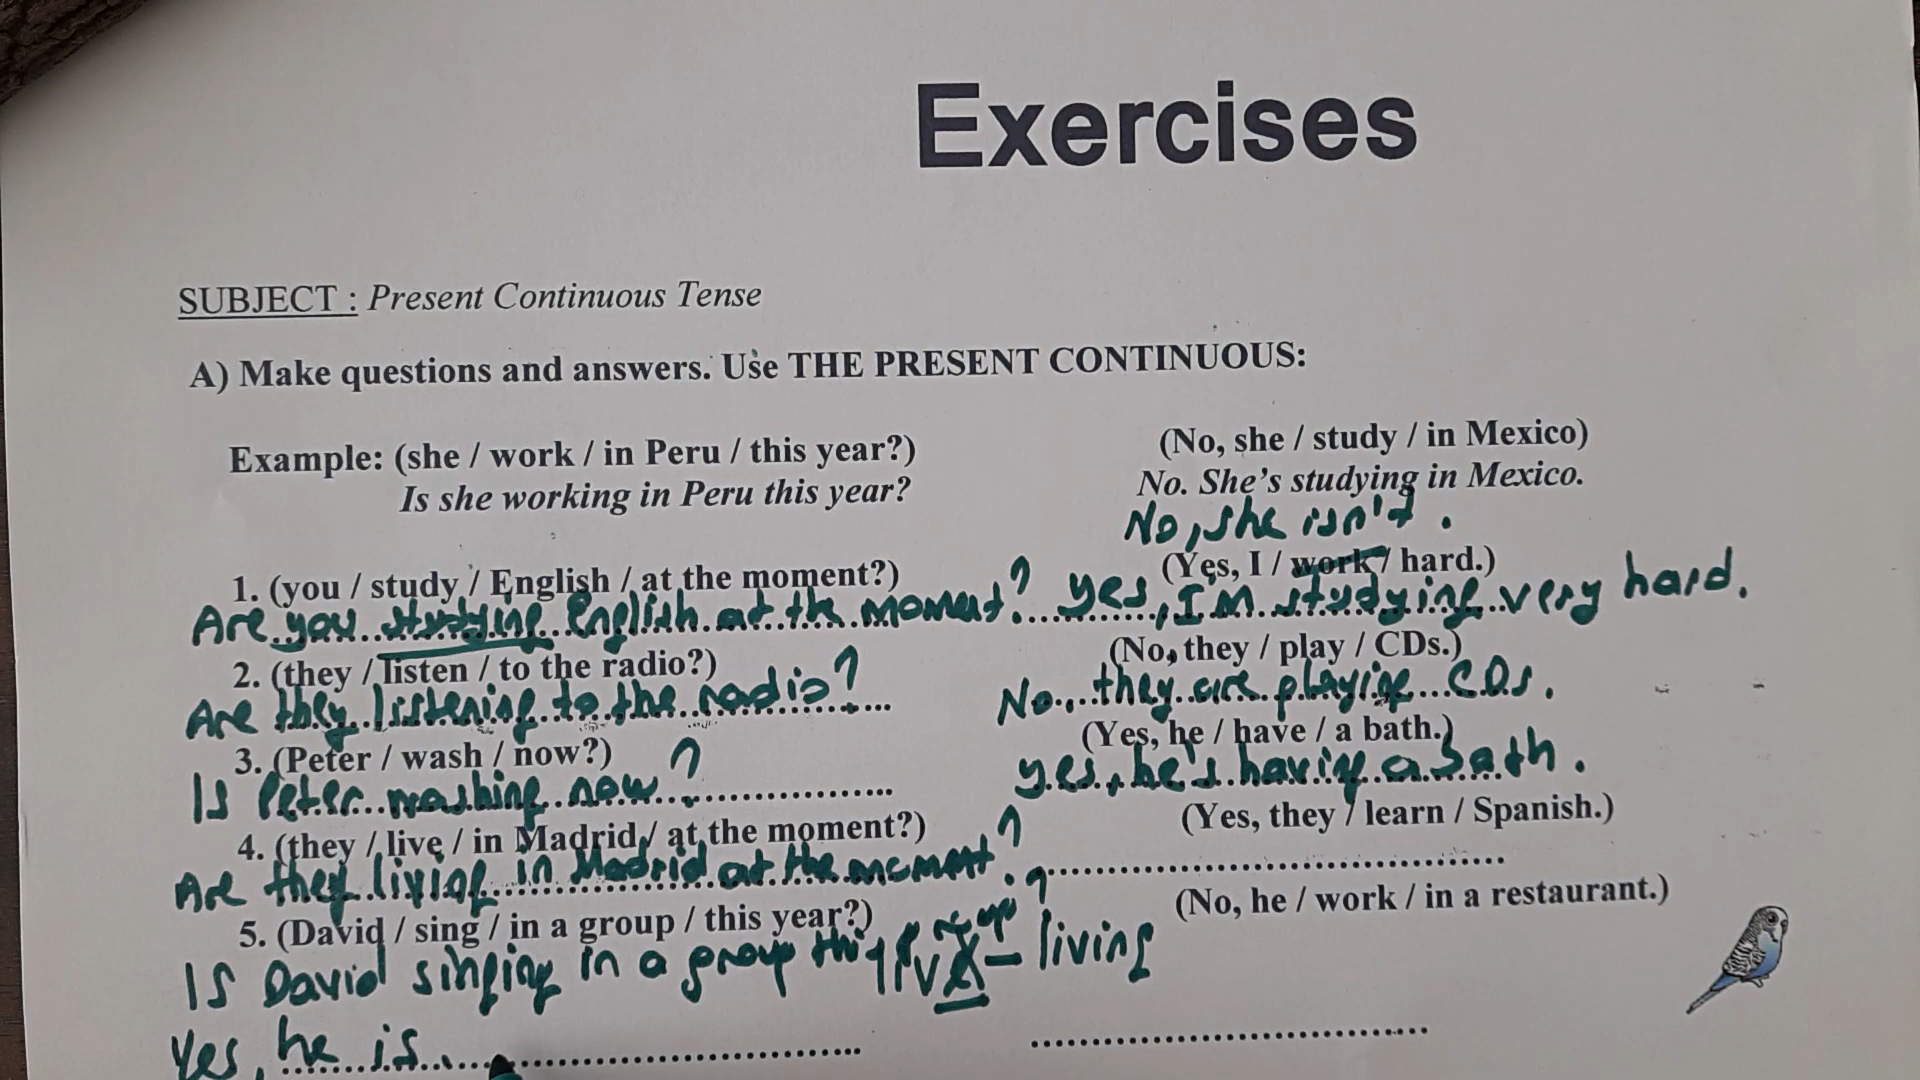 Exercises
SUBJECT : Present Continuous Tense
A) Make questions and answers. Use THE PRESENT CONTINUOUS:
Example: (she / work / in Peru / this year?) (No, she / study / in Mexico)
Is she working in Peru this year? No. She's studying in Mexico.
No, she isn't.
1. (you / study / English / at the moment?) (Yes, I / work / hard.)
Are you studying English at the moment? yes, I'm studying very hard.
2. (they / listen / to the radio?) (No, they / play / CDs.)
Are they listening to the radio? No, they are playing CDs.
3. (Peter / wash / now?) (Yes, he / have / a bath.)
Is Peter washing now? yes, he's having a bath.
4. (they / live / in Madrid / at the moment?) (Yes, they / learn / Spanish.)
Are they living in Madrid at the moment?
5. (David / sing / in a group / this year?) (No, he / work / in a restaurant.)
Is David singing in a group this year? living
Yes, he is.